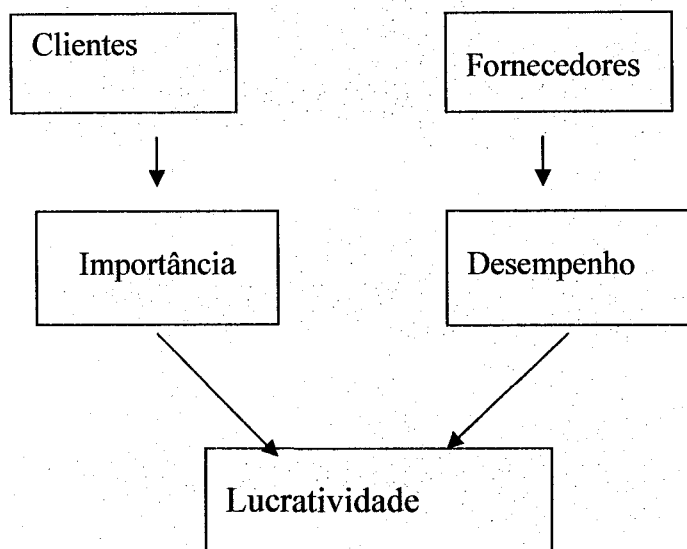 Clientes
Fornecedores
Importância
Desempenho
Lucratividade